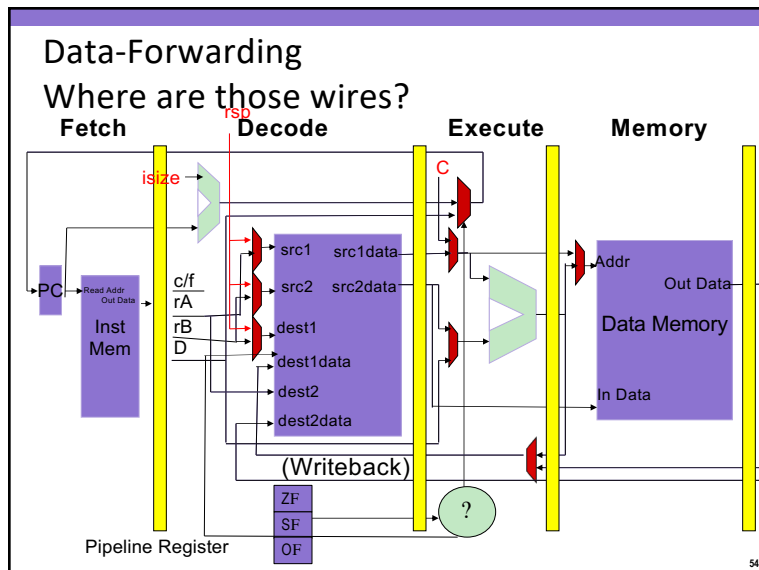 Data-Forwarding
Where are those wires?
rsp
Fetch
Decode
Execute
Memory
isize
C
src1
src1data
src2
src2data
dest1
dest1data
dest2
dest2data
PC
Read Addr
Out Data
Inst
Mem
c/f
rA
rB
D
Addr
Out Data
Data Memory
In Data
(Writeback)
ZF
SF
OF
?
Pipeline Register
54